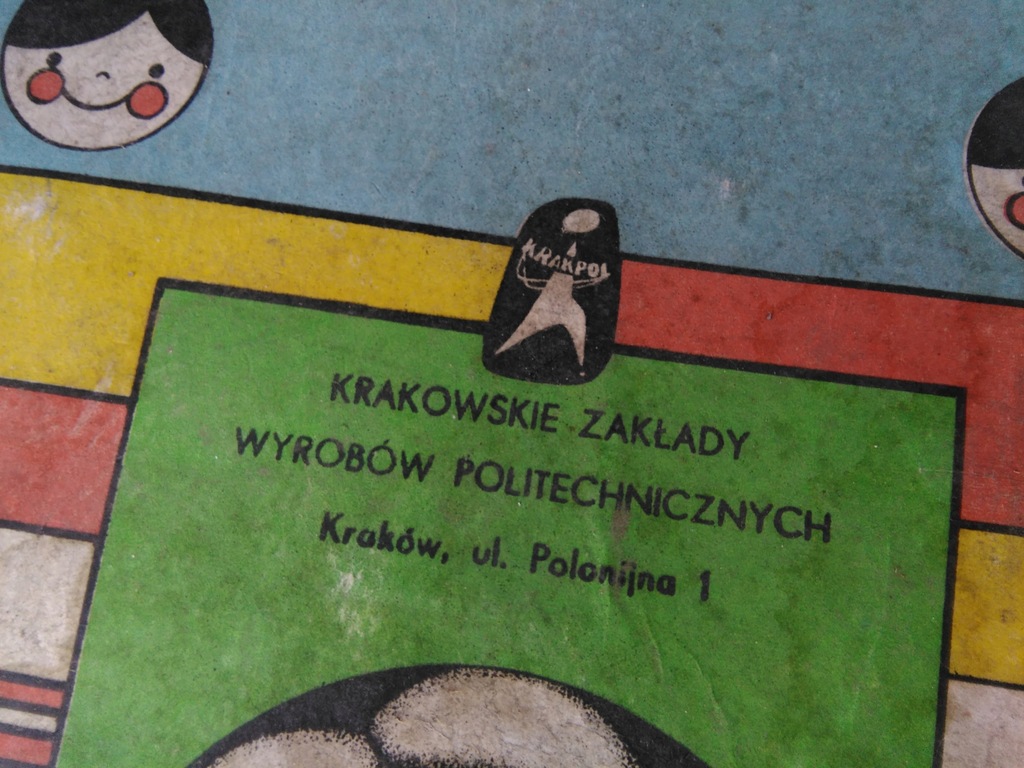 KRAKPOL
KRAKOWSKIE ZAKŁADY
WYROBÓW POLITECHNICZNYCH
Kraków, ul. Polonijna 1